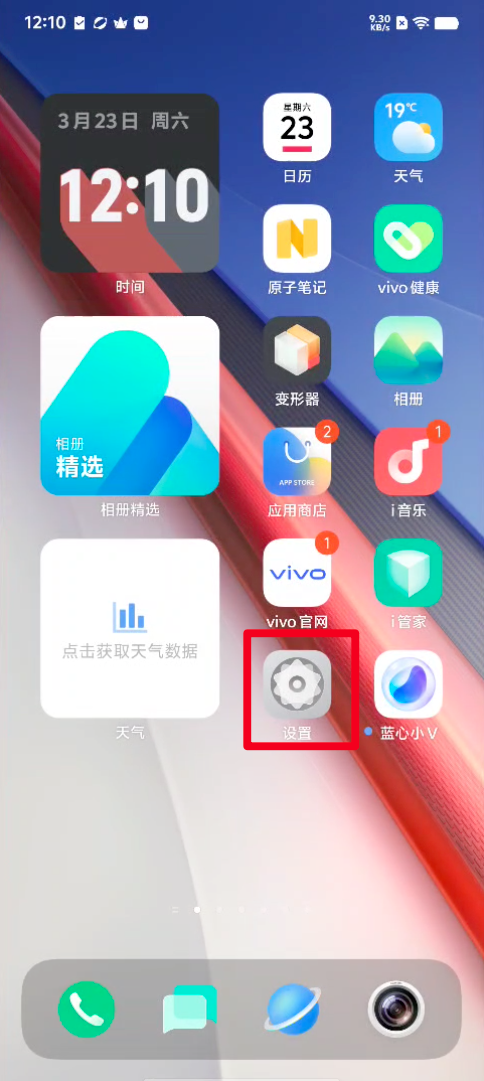 12:10
9.30
KB/s
3月23日 周六
12:10
时间
星期六
23
日历
19°C
天气
原子笔记
vivo健康
相册
精选
相册精选
变形器
相册
2
APP STORE
应用商店
1
i音乐
点击获取天气数据
天气
1
vivo
vivo官网
i管家
设置
蓝心小V